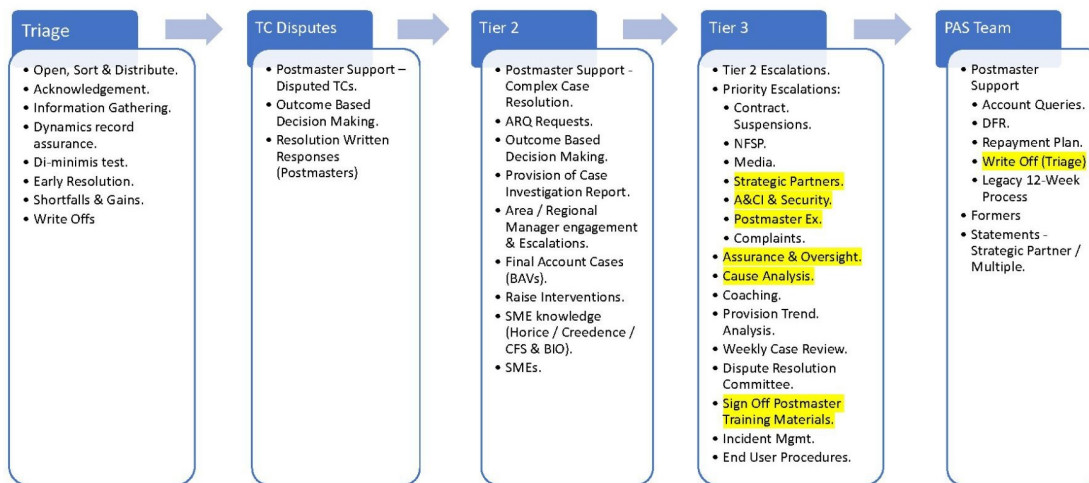 Triage
• Open, Sort & Distribute.
• Acknowledgement.
• Information Gathering.
• Dynamics record
assurance.
• Di-minimis test.
• Early Resolution.
• Shortfalls & Gains.
• Write Offs
TC Disputes
• Postmaster Support –
Disputed TCs.
• Outcome Based
Decision Making.
• Resolution Written
Responses
(Postmasters)
Tier 2
• Postmaster Support -
Complex Case
Resolution.
• ARQ Requests.
• Outcome Based
Decision Making.
• Provision of Case
Investigation Report.
• Area / Regional
Manager engagement
& Escalations.
• Final Account Cases
(BAVs).
• Raise Interventions.
• SME knowledge
(Horice / Creedence /
CFS & BIO).
• SMEs.
Tier 3
• Tier 2 Escalations.
• Priority Escalations:
• Contract.
Suspensions.
• NFSP.
• Media.
• Strategic Partners.
• A&CI & Security.
• Postmaster Ex.
• Complaints.
• Assurance & Oversight.
• Cause Analysis.
• Coaching.
• Provision Trend.
Analysis.
• Weekly Case Review.
• Dispute Resolution
Committee.
• Sign Off Postmaster
Training Materials.
• Incident Mgmt.
• End User Procedures.
PAS Team
• Postmaster
Support
• Account Queries.
• DFR.
• Repayment Plan.
• Write Off (Triage)
• Legacy 12-Week
Process
• Formers
• Statements -
Strategic Partner /
Multiple.